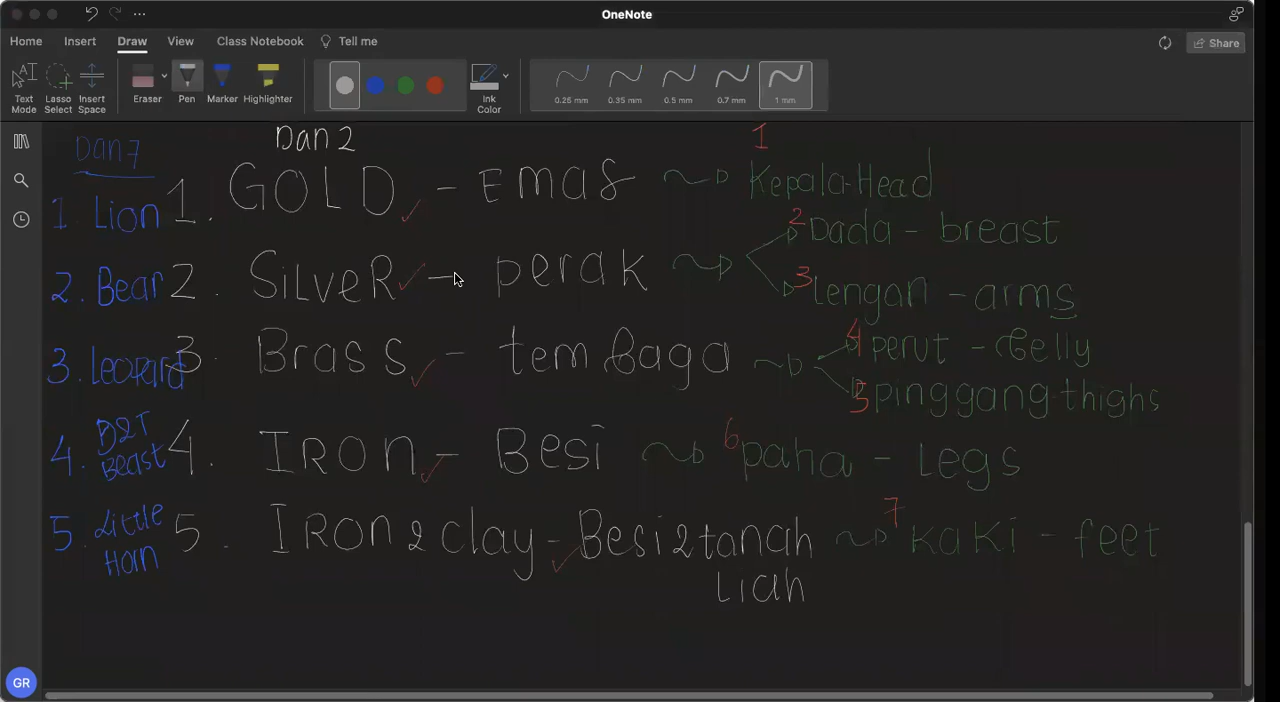 OneNote
Home Insert Draw View Class Notebook Tell me
Share
Text Mode
Lasso Select
Insert Space
Eraser
Pen
Marker
Highlighter
Ink Color
0.25 mm
0.35 mm
0.5 mm
0.7 mm
1 mm
Dan 7
Dan 2
1
1. Lion 1. GOLD - EMAS Kepala-Head
2 Dada - breast
2. Bear 2. SiLVeR - perak
3 lengan - arms
3. Leopard 3. Brass - tembaga
4 perut - Belly
5 pinggang thighs
4. D&T Beast 4. IRON - Besi 6 paha - Legs
7
5. Little Horn 5. IRON & clay - Besi & tanah Liah KaKi - feet
GR